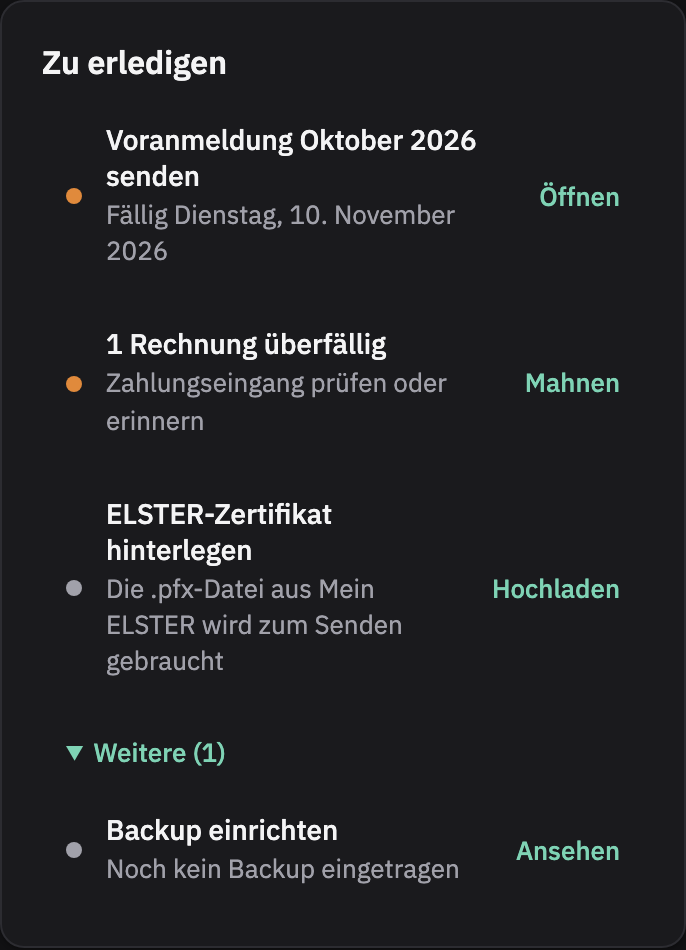 Zu erledigen
Voranmeldung Oktober 2026
senden
Fällig Dienstag, 10. November
2026
Öffnen
1 Rechnung überfällig
Zahlungseingang prüfen oder
erinnern
Mahnen
ELSTER-Zertifikat
hinterlegen
Die .pfx-Datei aus Mein
ELSTER wird zum Senden
gebraucht
Hochladen
Weitere (1)
Backup einrichten
Noch kein Backup eingetragen
Ansehen